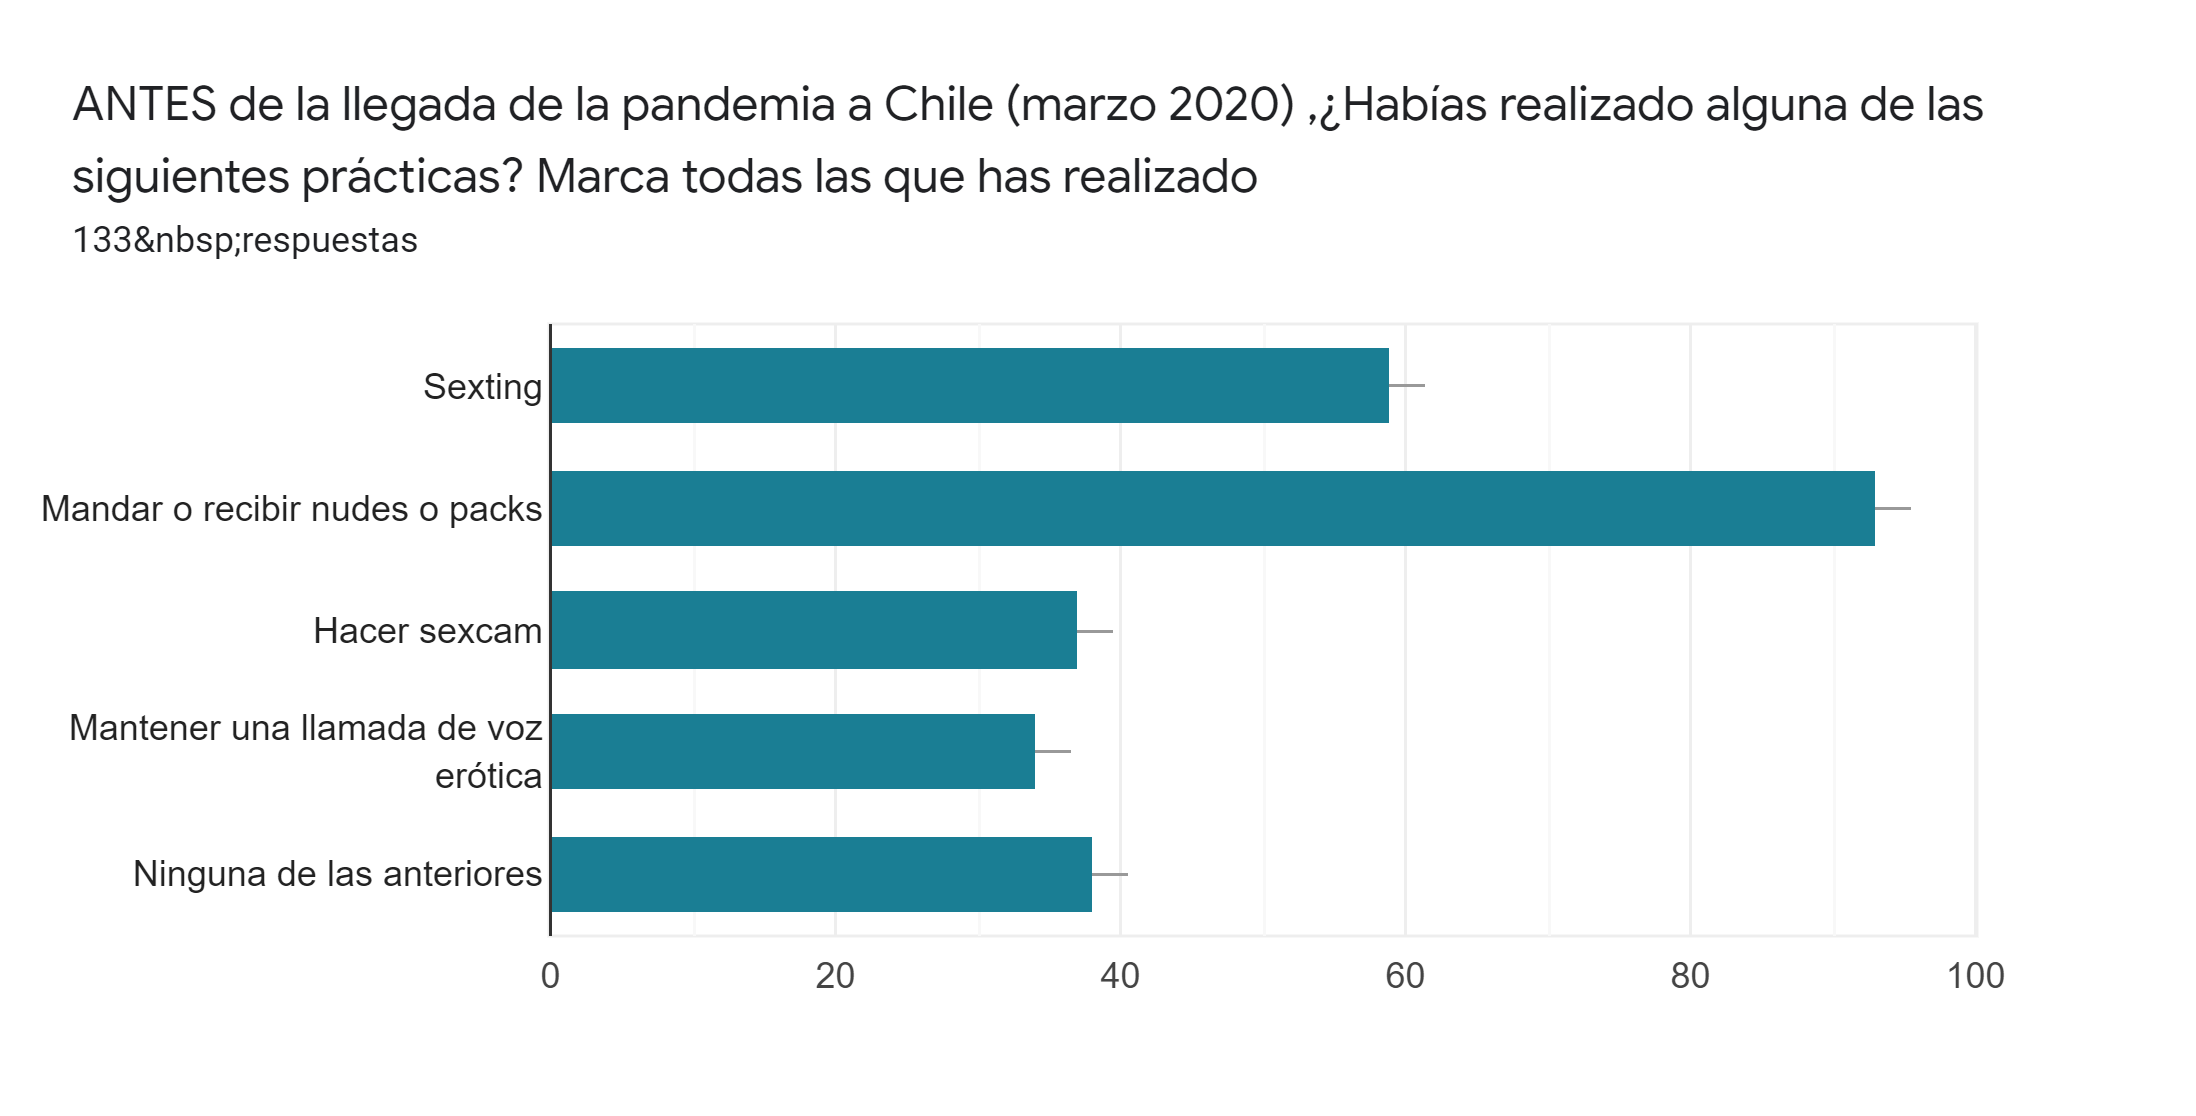 ANTES de la llegada de la pandemia a Chile (marzo 2020) ,¿Habías realizado alguna de las
siguientes prácticas? Marca todas las que has realizado
133&nbsp;respuestas
Sexting
Mandar o recibir nudes o packs
Hacer sexcam
Mantener una llamada de voz
erótica
Ninguna de las anteriores
0 20 40 60 80 100